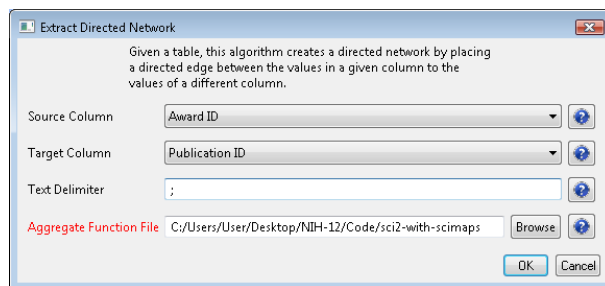 Extract Directed Network
Given a table, this algorithm creates a directed network by placing
a directed edge between the values in a given column to the
values of a different column.
Source Column Award ID
Target Column Publication ID
Text Delimiter ;
Aggregate Function File C:/Users/User/Desktop/NIH-12/Code/sci2-with-scimaps Browse
OK Cancel